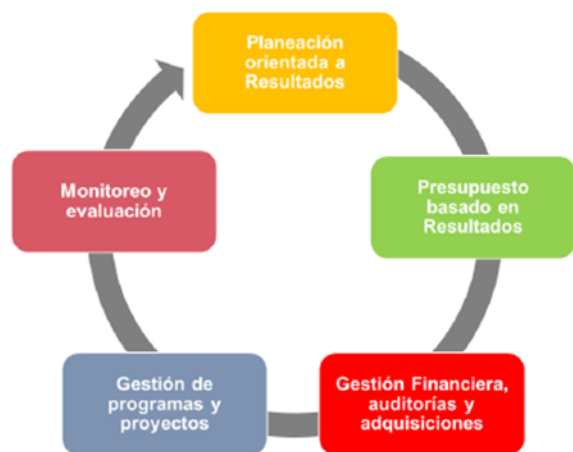 Planeación
orientada a
Resultados
Presupuesto
basado en
Resultados
Gestión Financiera,
auditorías y
adquisiciones
Gestión de
programas y
proyectos
Monitoreo y
evaluación